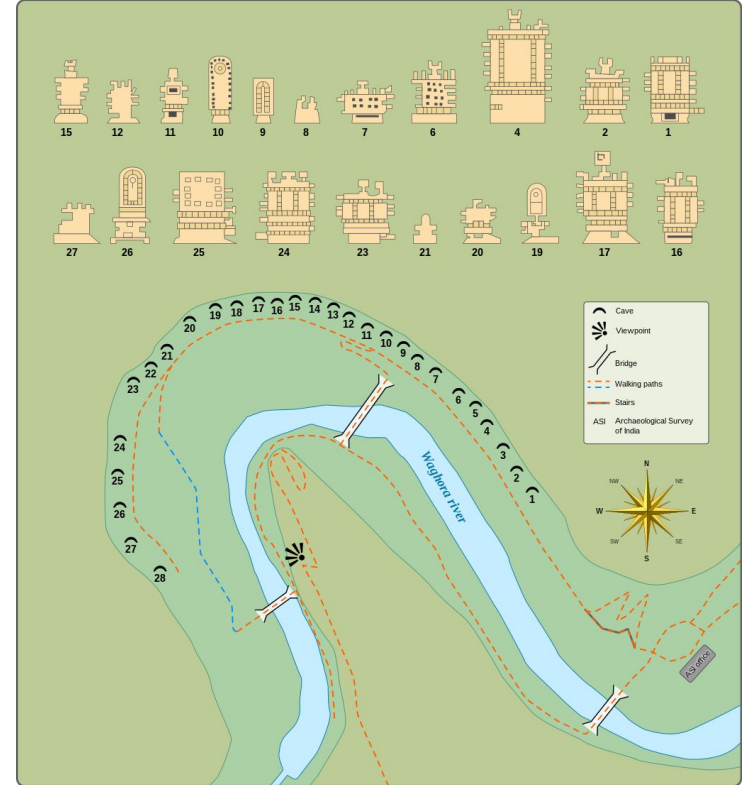 15 12 11 10 9 8 7 6 4 2 1
27 26 25 24 23 21 20 19 17 16
Cave
Viewpoint
Bridge
Walking paths
Stairs
ASI Archaeological Survey
of India
20 19 18 17 16 15 14 13 12 11 10 9 8 7 6 5 4 3 2 1
21
22
23
24
25
26
27
28
Waghora river
N
NW NE
W E
SW SE
S
ASI office